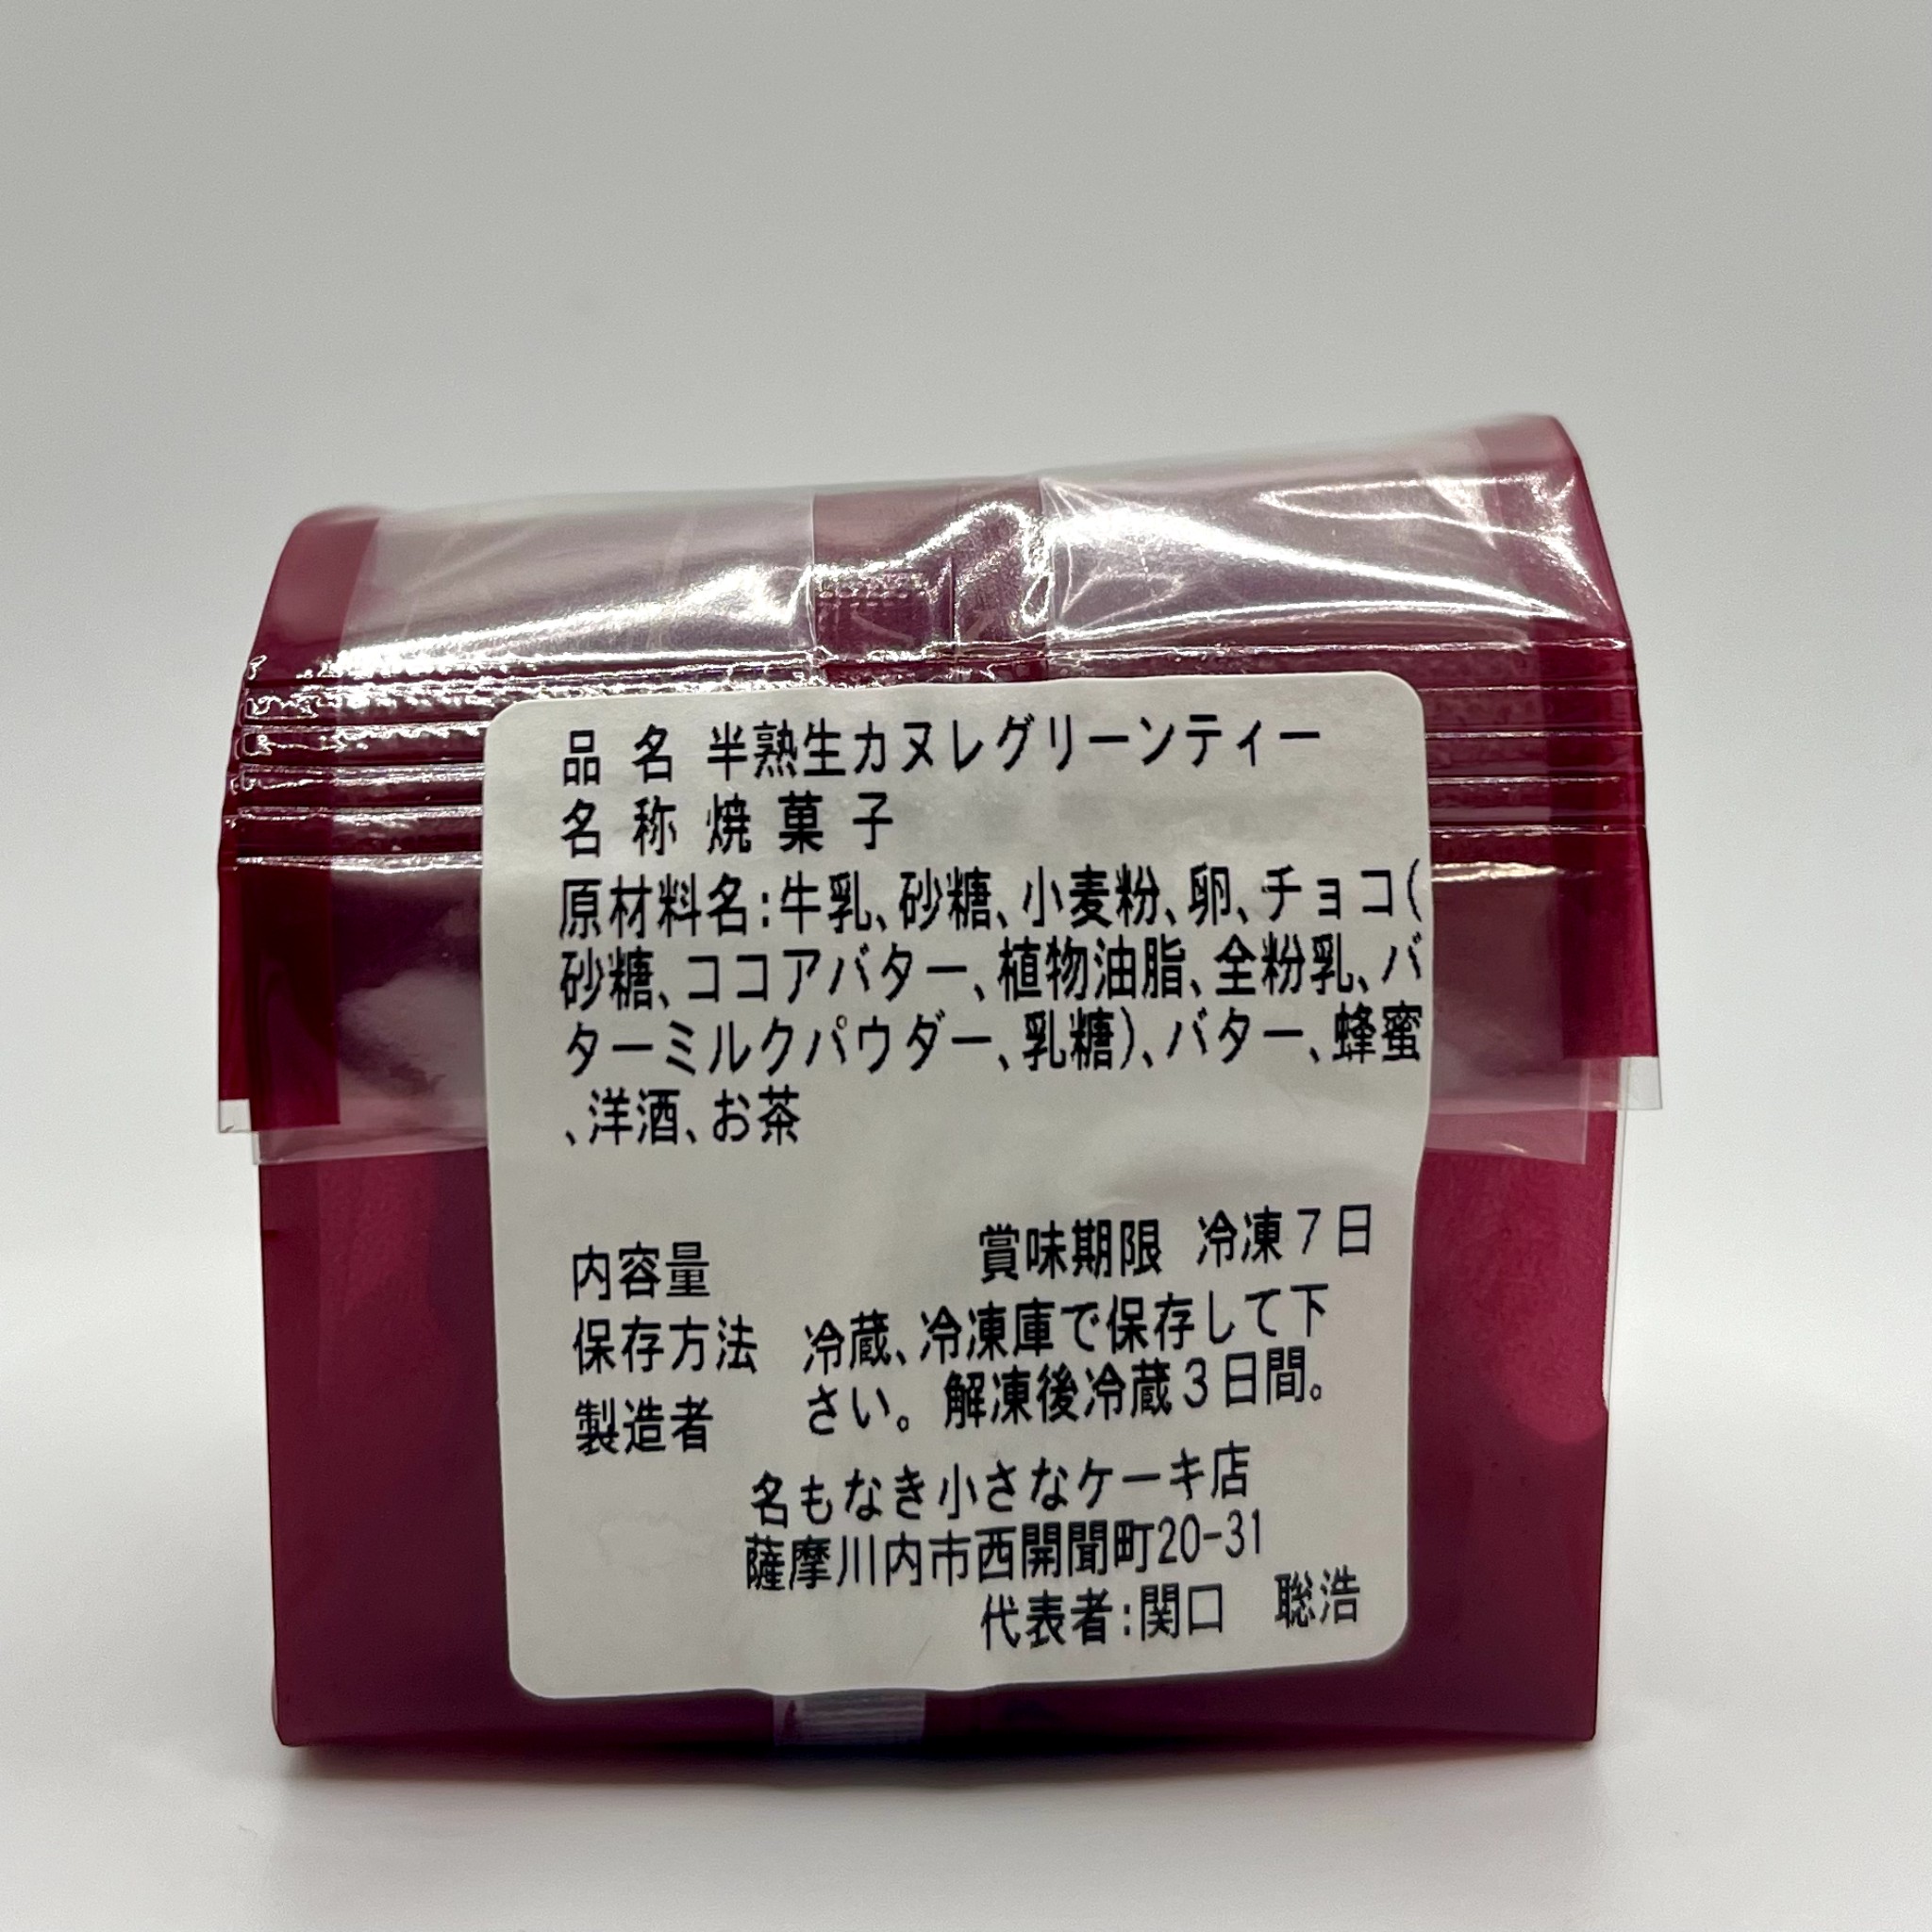 品 名 半熟生カヌレグリーンティー
名 称 焼 菓 子
原材料名:牛乳、砂糖、小麦粉、卵、チョコ(
砂糖、ココアバター、植物油脂、全粉乳、バ
ターミルクパウダー、乳糖)、バター、蜂蜜
、洋酒、お茶
内容量 賞味期限 冷凍7日
保存方法 冷蔵、冷凍庫で保存して下
さい。解凍後冷蔵3日間。
製造者
名もなき小さなケーキ店
薩摩川内市西開聞町20-31
代表者:関口 聡浩